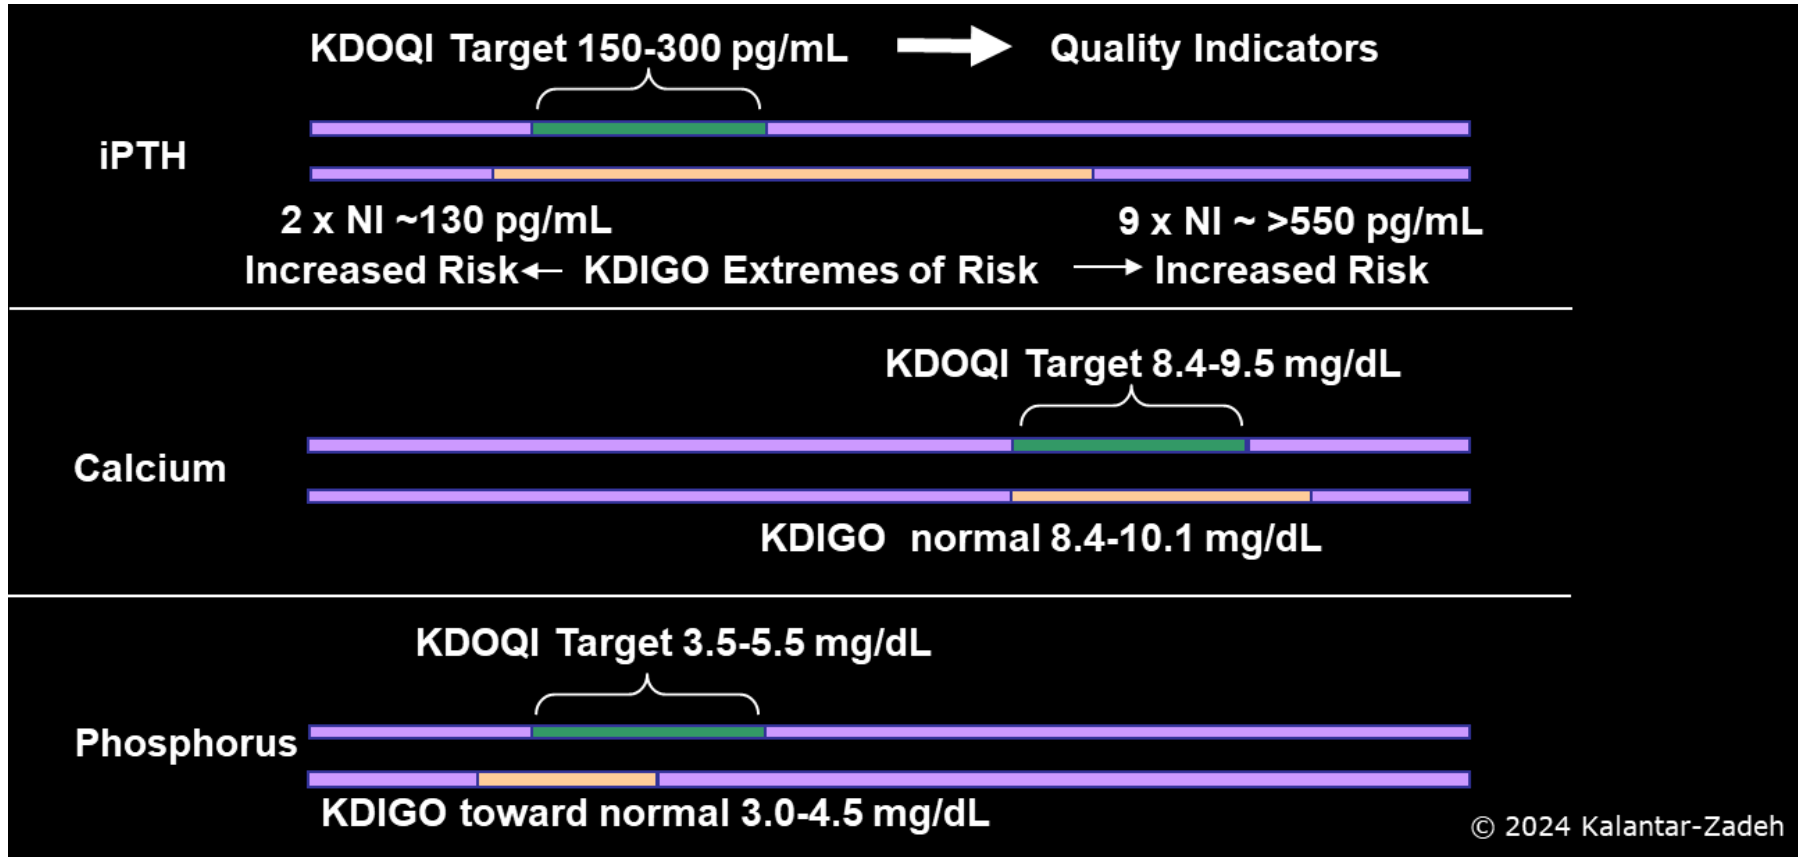 KDOQI Target 150-300 pg/mL
Quality Indicators
iPTH
2 x Nl ~130 pg/mL
9 x Nl ~ >550 pg/mL
Increased Risk
KDIGO Extremes of Risk
Increased Risk
KDOQI Target 8.4-9.5 mg/dL
Calcium
KDIGO normal 8.4-10.1 mg/dL
KDOQI Target 3.5-5.5 mg/dL
Phosphorus
KDIGO toward normal 3.0-4.5 mg/dL
© 2024 Kalantar-Zadeh